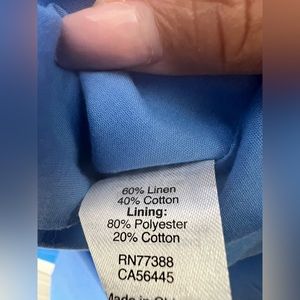 60% Linen
40% Cotton
Lining:
80% Polyester
20% Cotton
RN77388
CA56445
Made in